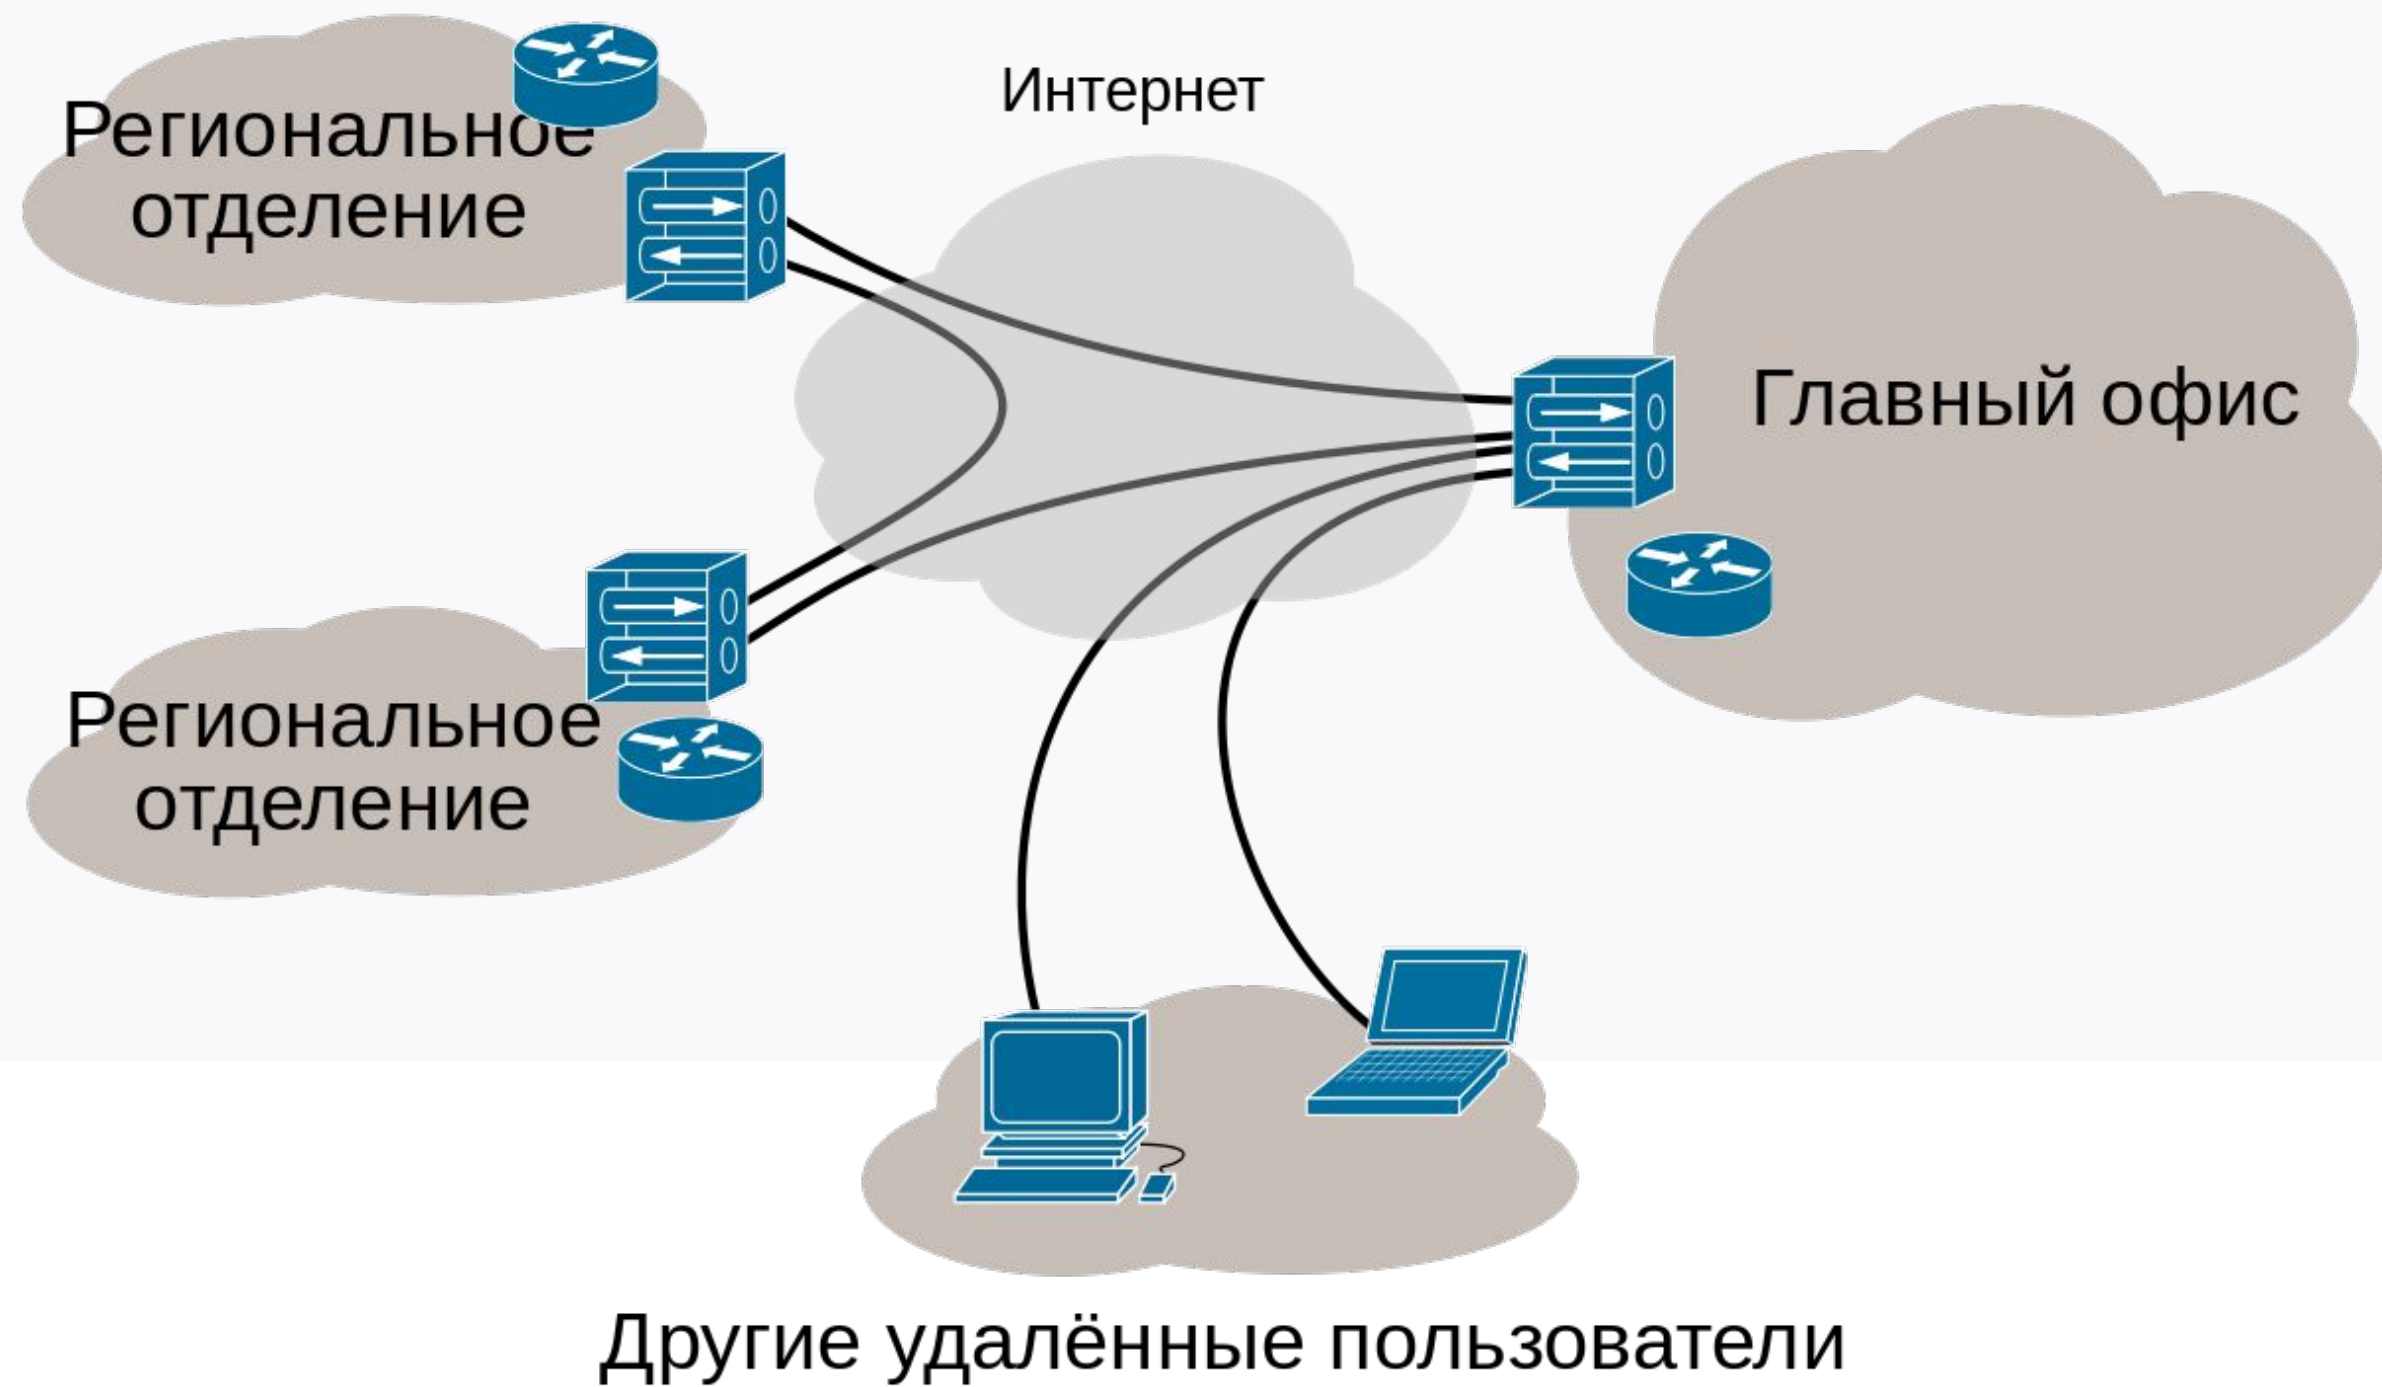 Интернет
Региональное
отделение
Главный офис
Региональное
отделение
Другие удалённые пользователи